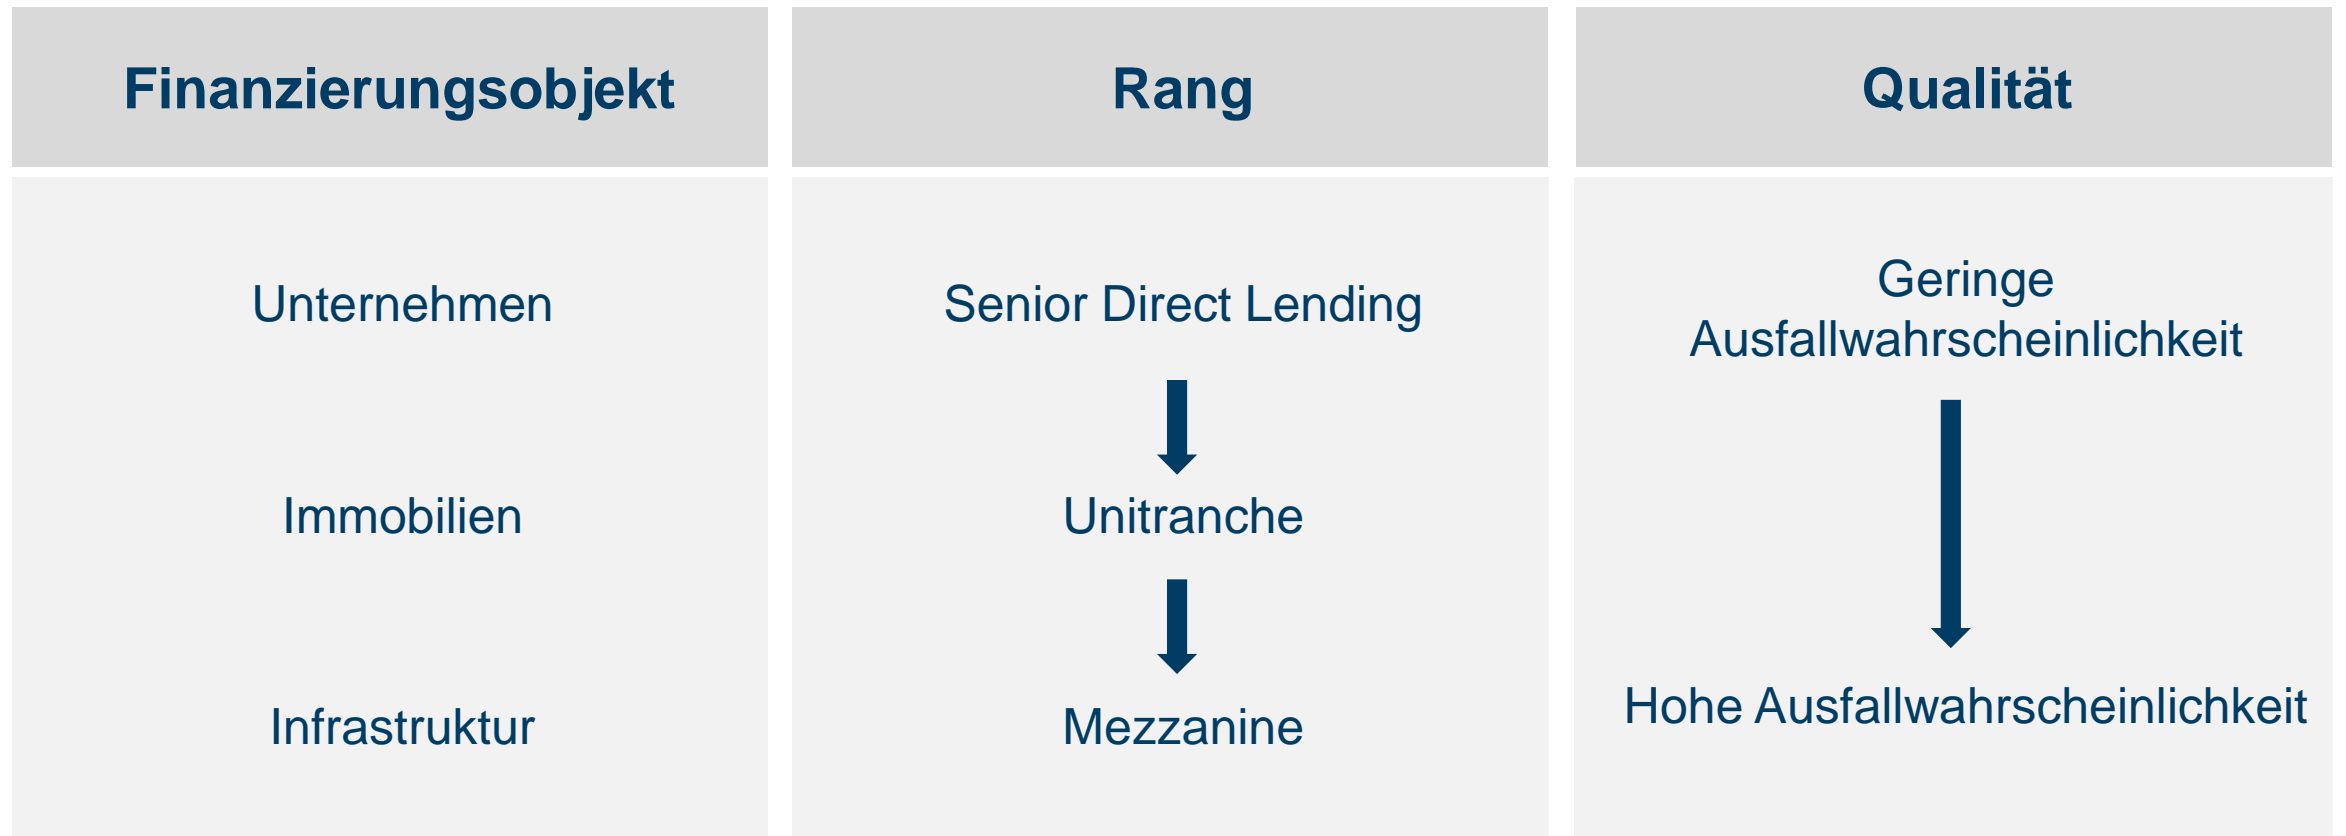 Finanzierungsobjekt
Rang
Qualität
Unternehmen
Immobilien
Infrastruktur
Senior Direct Lending
Unitranche
Mezzanine
Geringe
Ausfallwahrscheinlichkeit
Hohe Ausfallwahrscheinlichkeit